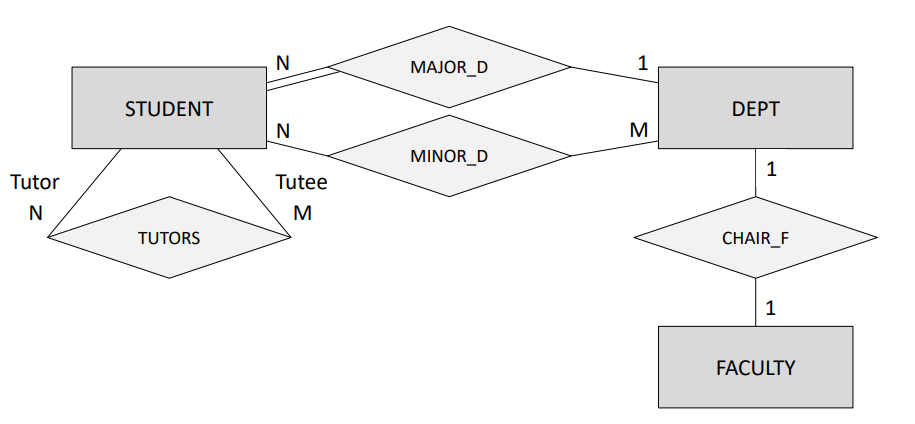 N
MAJOR_D
1
STUDENT
DEPT
N
MINOR_D
M
Tutor
N
Tutee
M
TUTORS
1
CHAIR_F
1
FACULTY